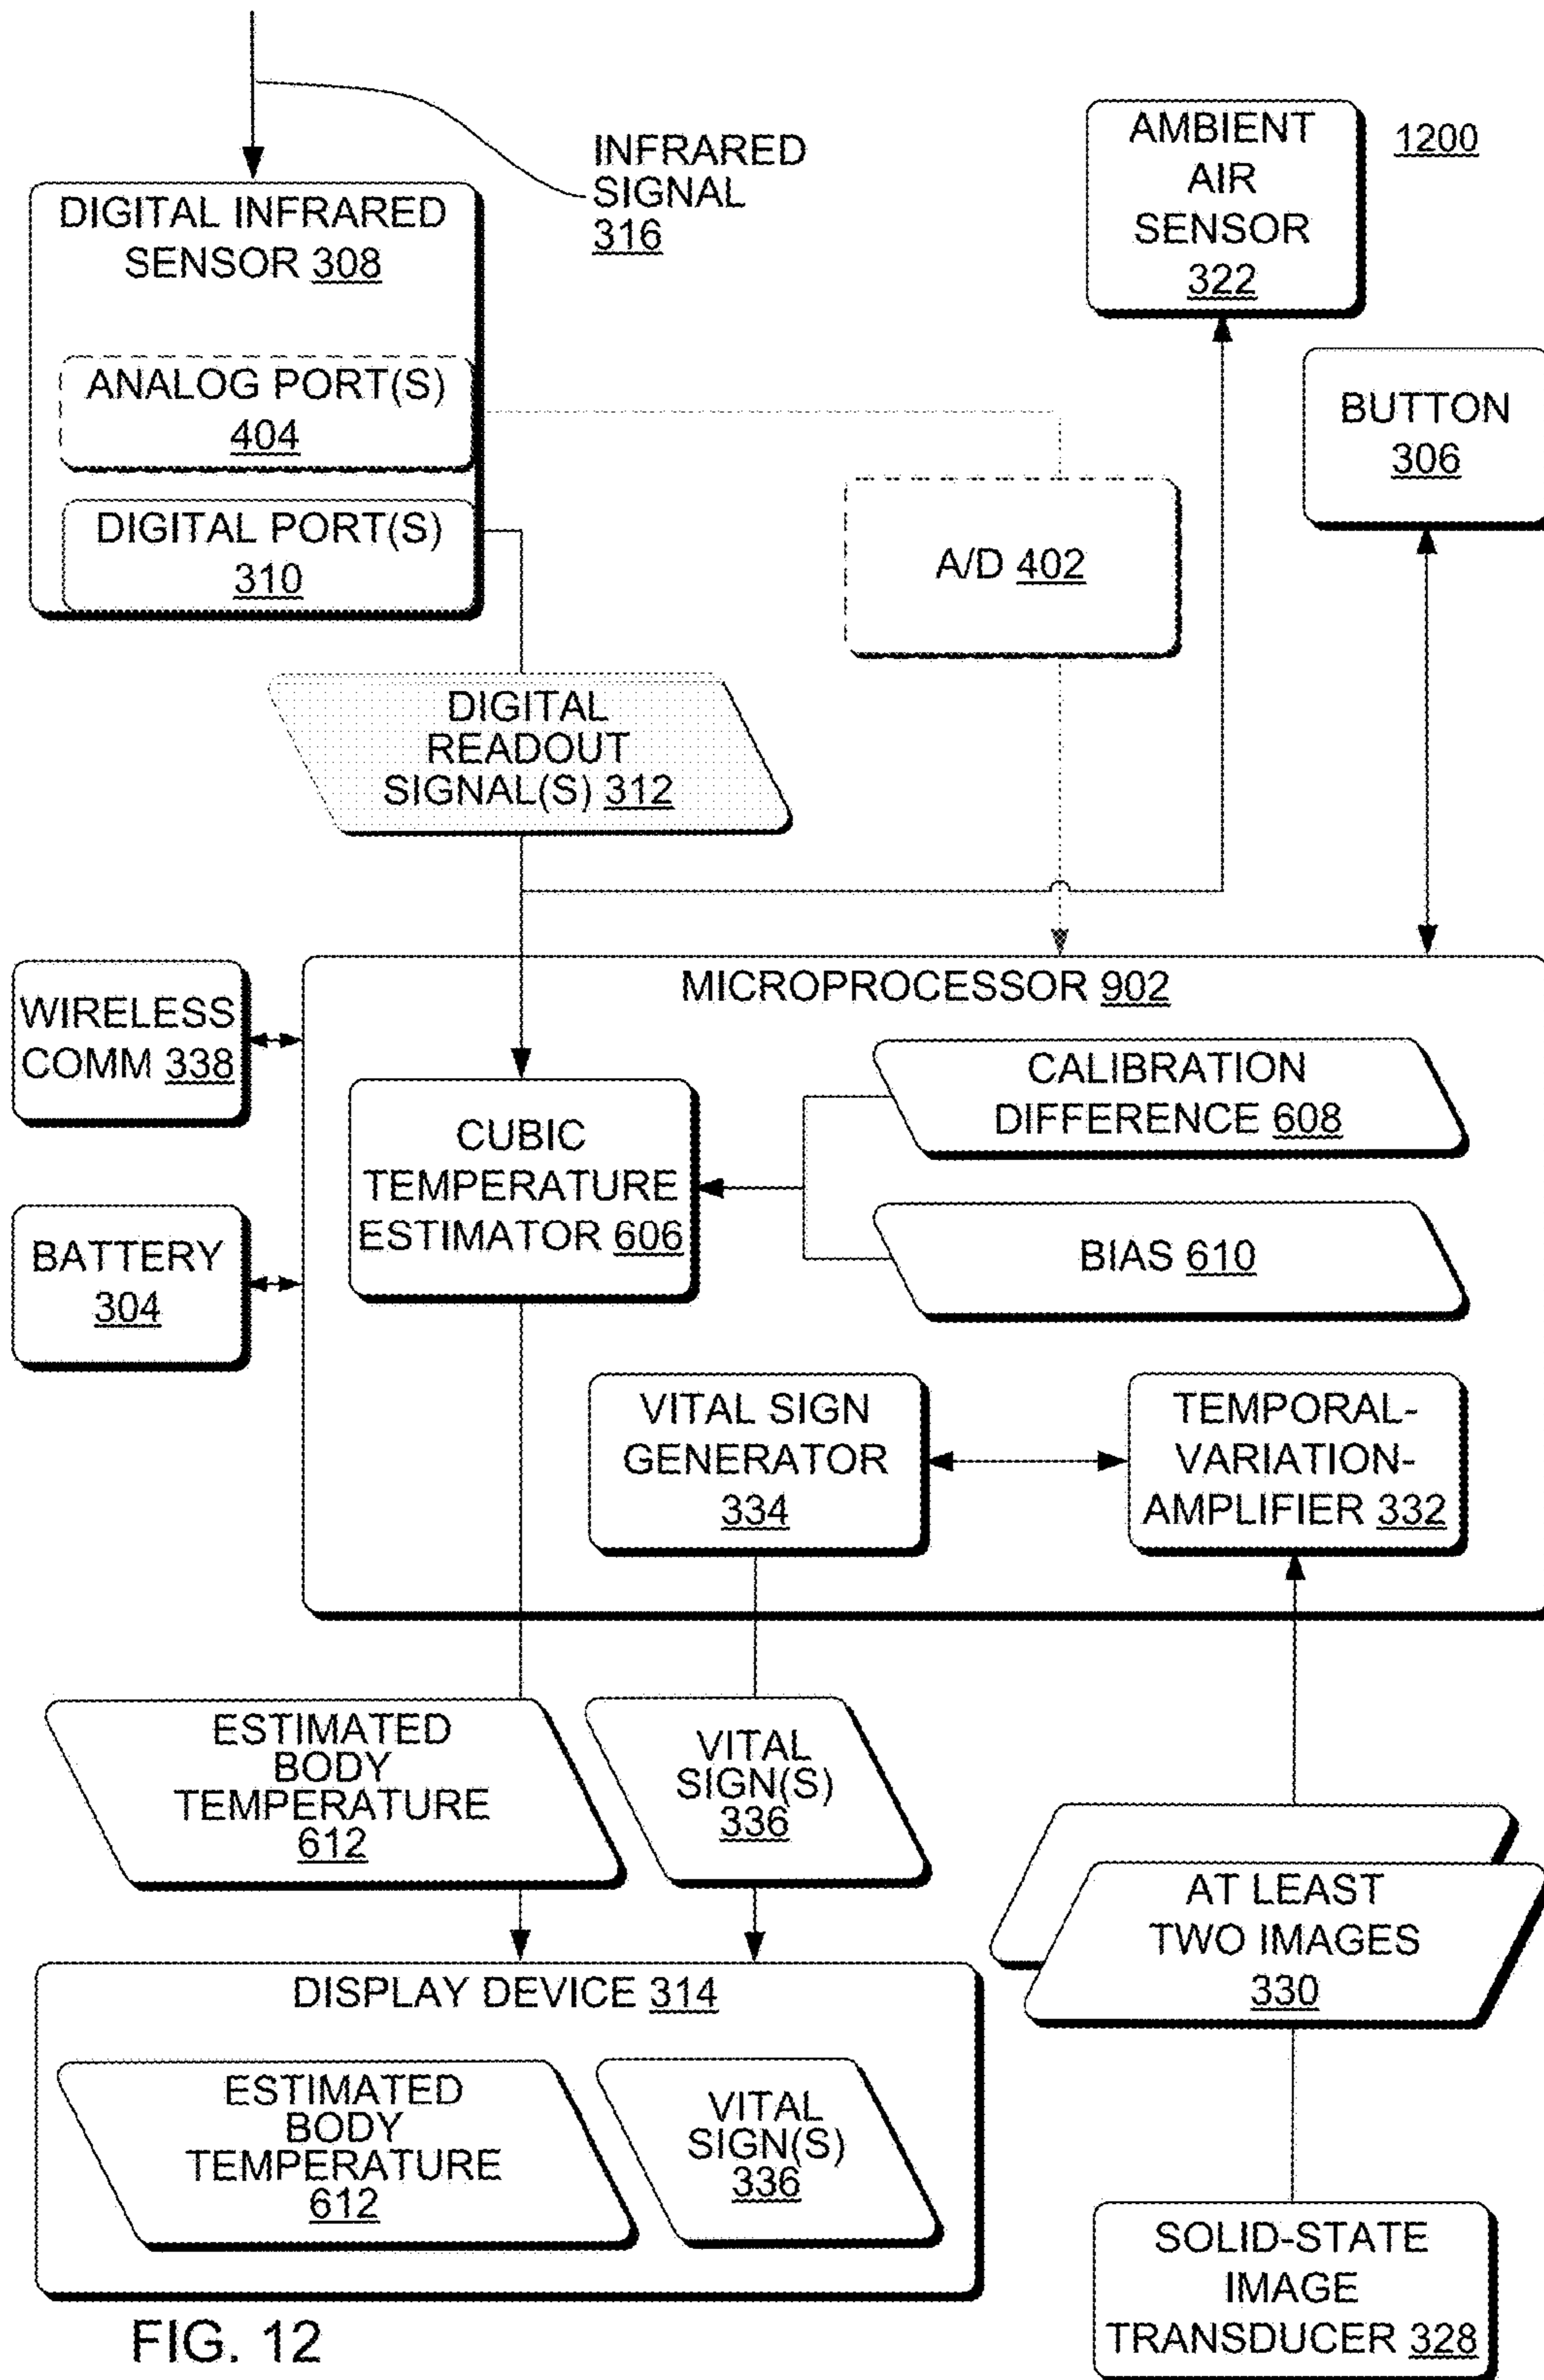 INFRARED
SIGNAL
316
AMBIENT
AIR
SENSOR
322
1200
DIGITAL INFRARED
SENSOR 308
ANALOG PORT(S)
404
DIGITAL PORT(S)
310
BUTTON
306
A/D 402
DIGITAL
READOUT
SIGNAL(S) 312
MICROPROCESSOR 902
WIRELESS
COMM 338
CALIBRATION
DIFFERENCE 608
CUBIC
TEMPERATURE
ESTIMATOR 606
BIAS 610
BATTERY
304
VITAL SIGN
GENERATOR
334
TEMPORAL-
VARIATION-
AMPLIFIER 332
ESTIMATED
BODY
TEMPERATURE
612
VITAL
SIGN(S)
336
AT LEAST
TWO IMAGES
330
DISPLAY DEVICE 314
ESTIMATED
BODY
TEMPERATURE
612
VITAL
SIGN(S)
336
SOLID-STATE
IMAGE
TRANSDUCER 328
FIG. 12